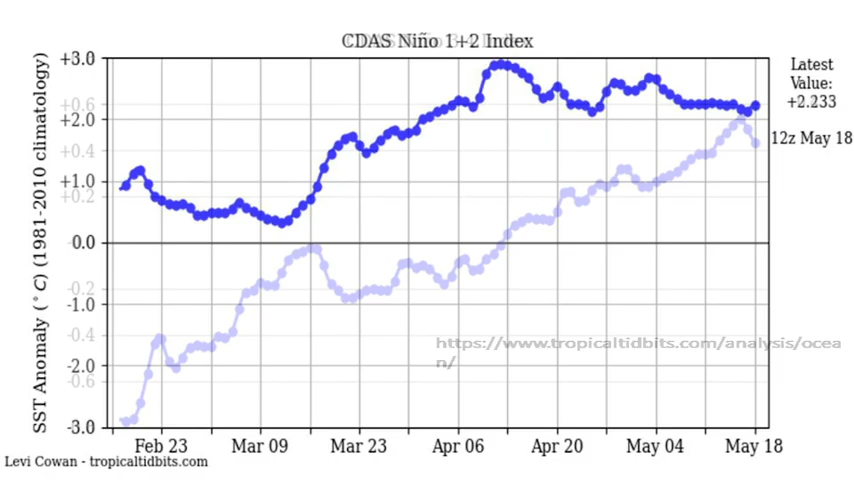 CDAS Niño 1+2 Index
SST Anomaly (°C) (1981-2010 climatology)
+3.0
+0.6
+2.0
+0.4
+1.0
+0.2
0.0
-0.2
-1.0
-0.4
-2.0
-0.6
-3.0
Latest
Value:
+2.233
12z May 18
https://www.tropicaltidbits.com/analysis/ocea
n/
Feb 23 Mar 09 Mar 23 Apr 06 Apr 20 May 04 May 18
Levi Cowan - tropicaltidbits.com